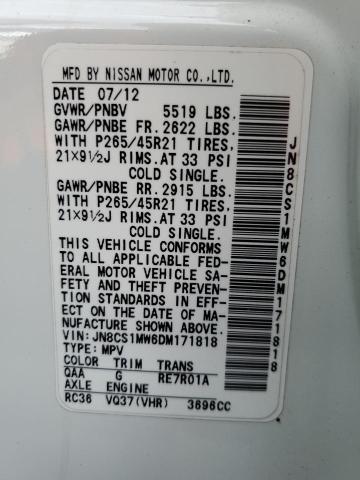 MFD BY NISSAN MOTOR CO.,LTD.
DATE 07/12
GVWR/PNBV 5519 LBS.
GAWR/PNBE FR. 2622 LBS.
WITH P265/45R21 TIRES,
21X9½J RIMS. AT 33 PSI
COLD SINGLE.
GAWR/PNBE RR. 2915 LBS.
WITH P265/45R21 TIRES,
21X9½J RIMS. AT 33 PSI
COLD SINGLE.
THIS VEHICLE CONFORMS
TO ALL APPLICABLE FED-
ERAL MOTOR VEHICLE SA-
FETY AND THEFT PREVEN-
TION STANDARDS IN EFF-
ECT ON THE DATE OF MA-
NUFACTURE SHOWN ABOVE.
VIN: JN8CS1MW6DM171818
TYPE: MPV
COLOR TRIM TRANS
QAA G RE7R01A
AXLE ENGINE
RC36 VQ37(VHR) 3696CC
JN8CS1MW6DM171818